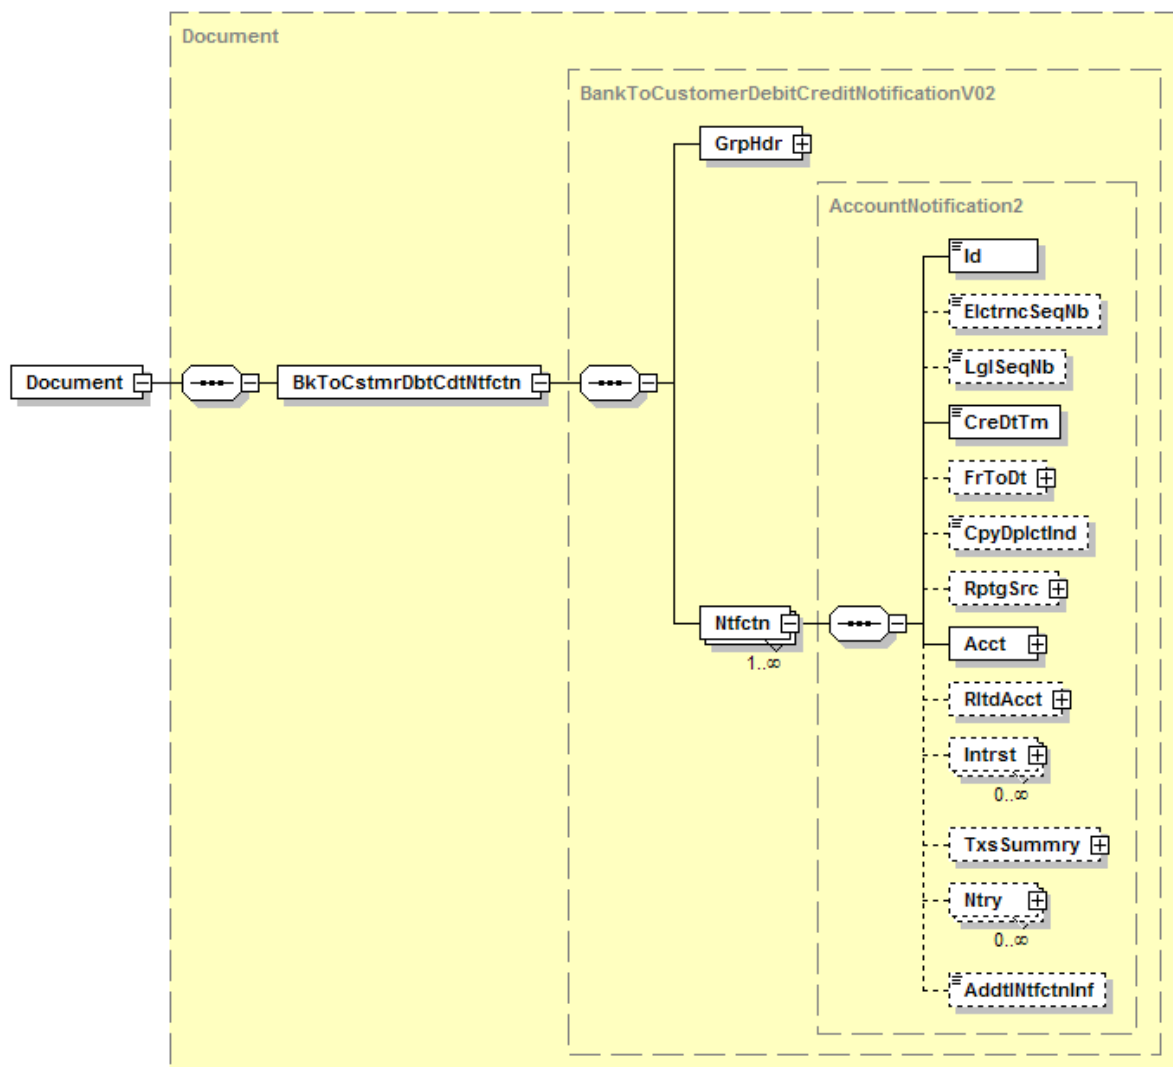 Document
BankToCustomerDebitCreditNotificationV02
GrpHdr
AccountNotification2
Id
ElctrncSeqNb
LglSeqNb
Document
BkToCstmrDbtCdtNtfctn
CreDtTm
FrToDt
CpyDplctInd
RptgSrc
Ntfctn
1..∞
Acct
RltdAcct
Intrst
0..∞
TxsSummry
Ntry
0..∞
AddtlNtfctnInf